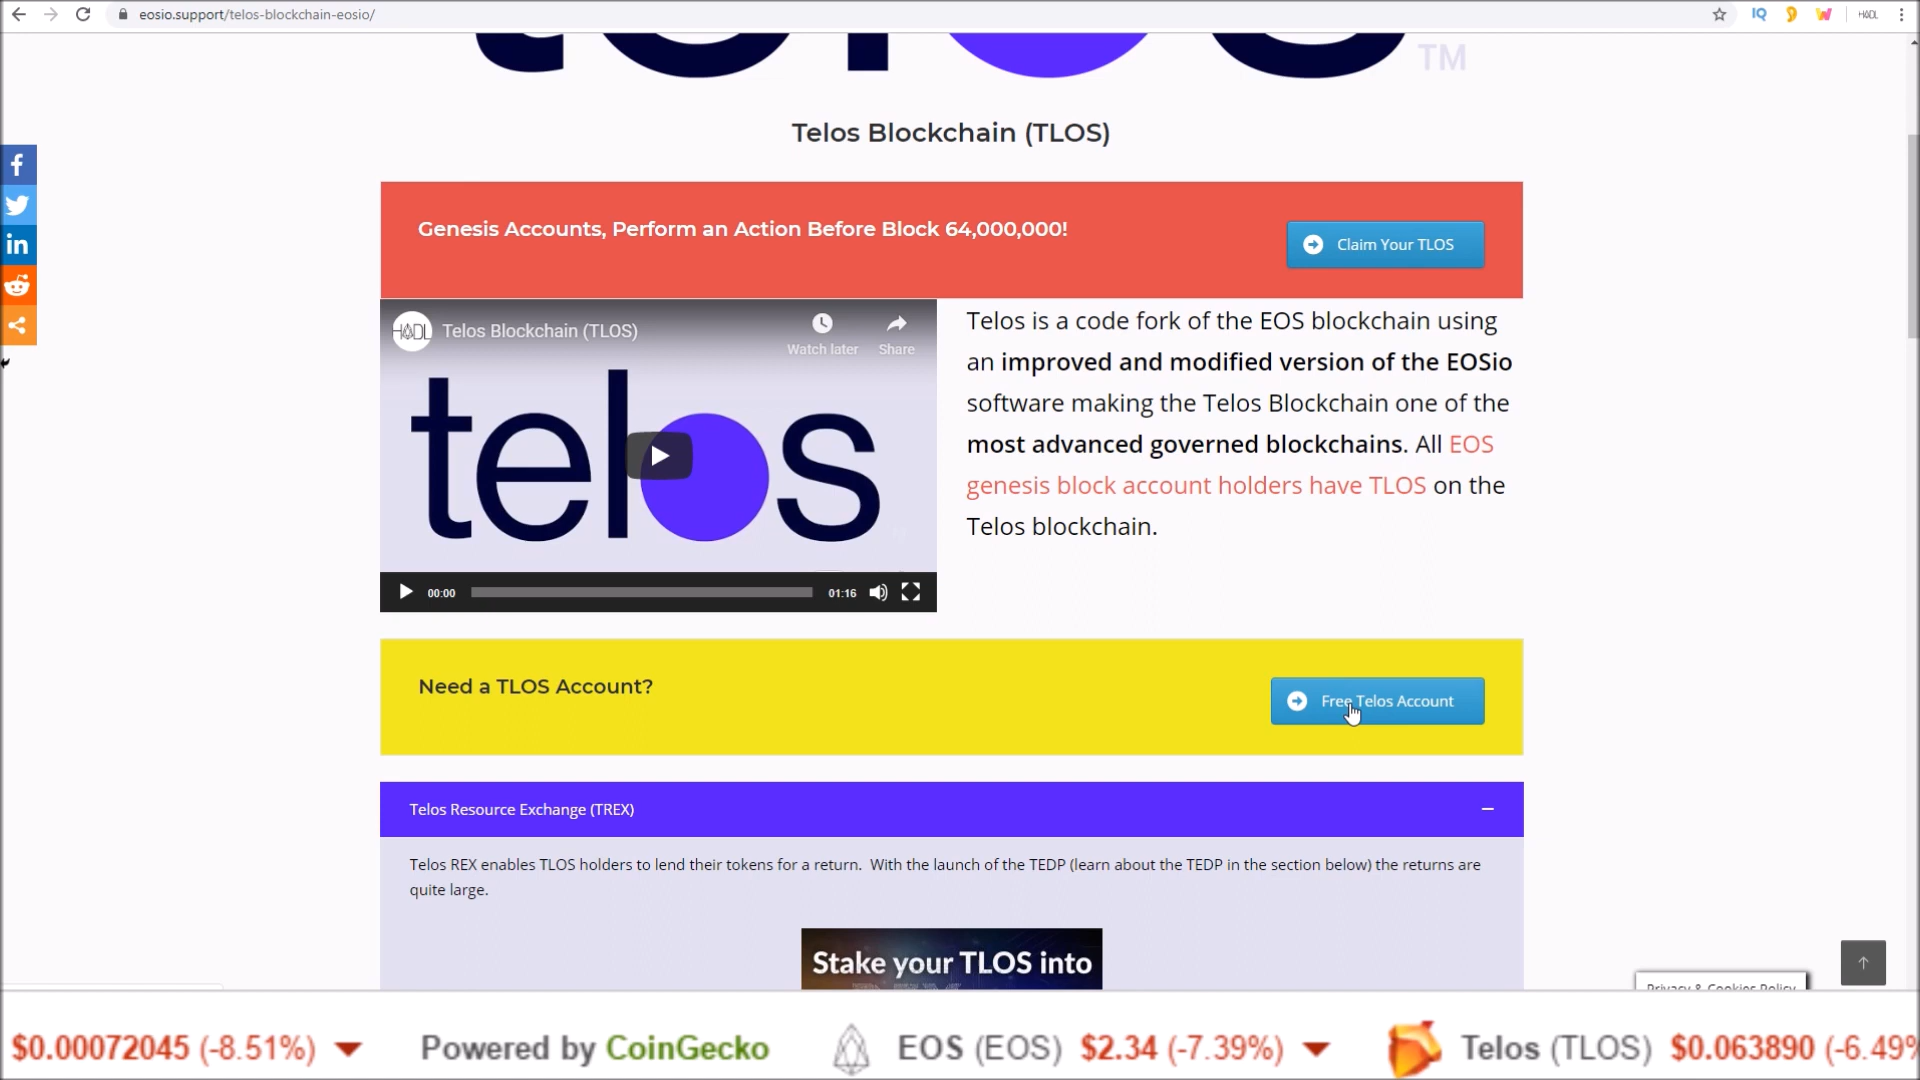 eosio.support/telos-blockchain-eosio/
IQ
HODL
TM
Telos Blockchain (TLOS)
Genesis Accounts, Perform an Action Before Block 64,000,000!
Claim Your TLOS
Telos Blockchain (TLOS)
Watch later
Share
telos
00:00
01:16
Telos is a code fork of the EOS blockchain using
an improved and modified version of the EOSio
software making the Telos Blockchain one of the
most advanced governed blockchains. All EOS
genesis block account holders have TLOS on the
Telos blockchain.
Need a TLOS Account?
Free Telos Account
Telos Resource Exchange (TREX)
Telos REX enables TLOS holders to lend their tokens for a return. With the launch of the TEDP (learn about the TEDP in the section below) the returns are
quite large.
Stake your TLOS into
Privacy & Cookies Policy
$0.00072045 (-8.51%)
Powered by CoinGecko
EOS (EOS) $2.34 (-7.39%)
Telos (TLOS) $0.063890 (-6.49%